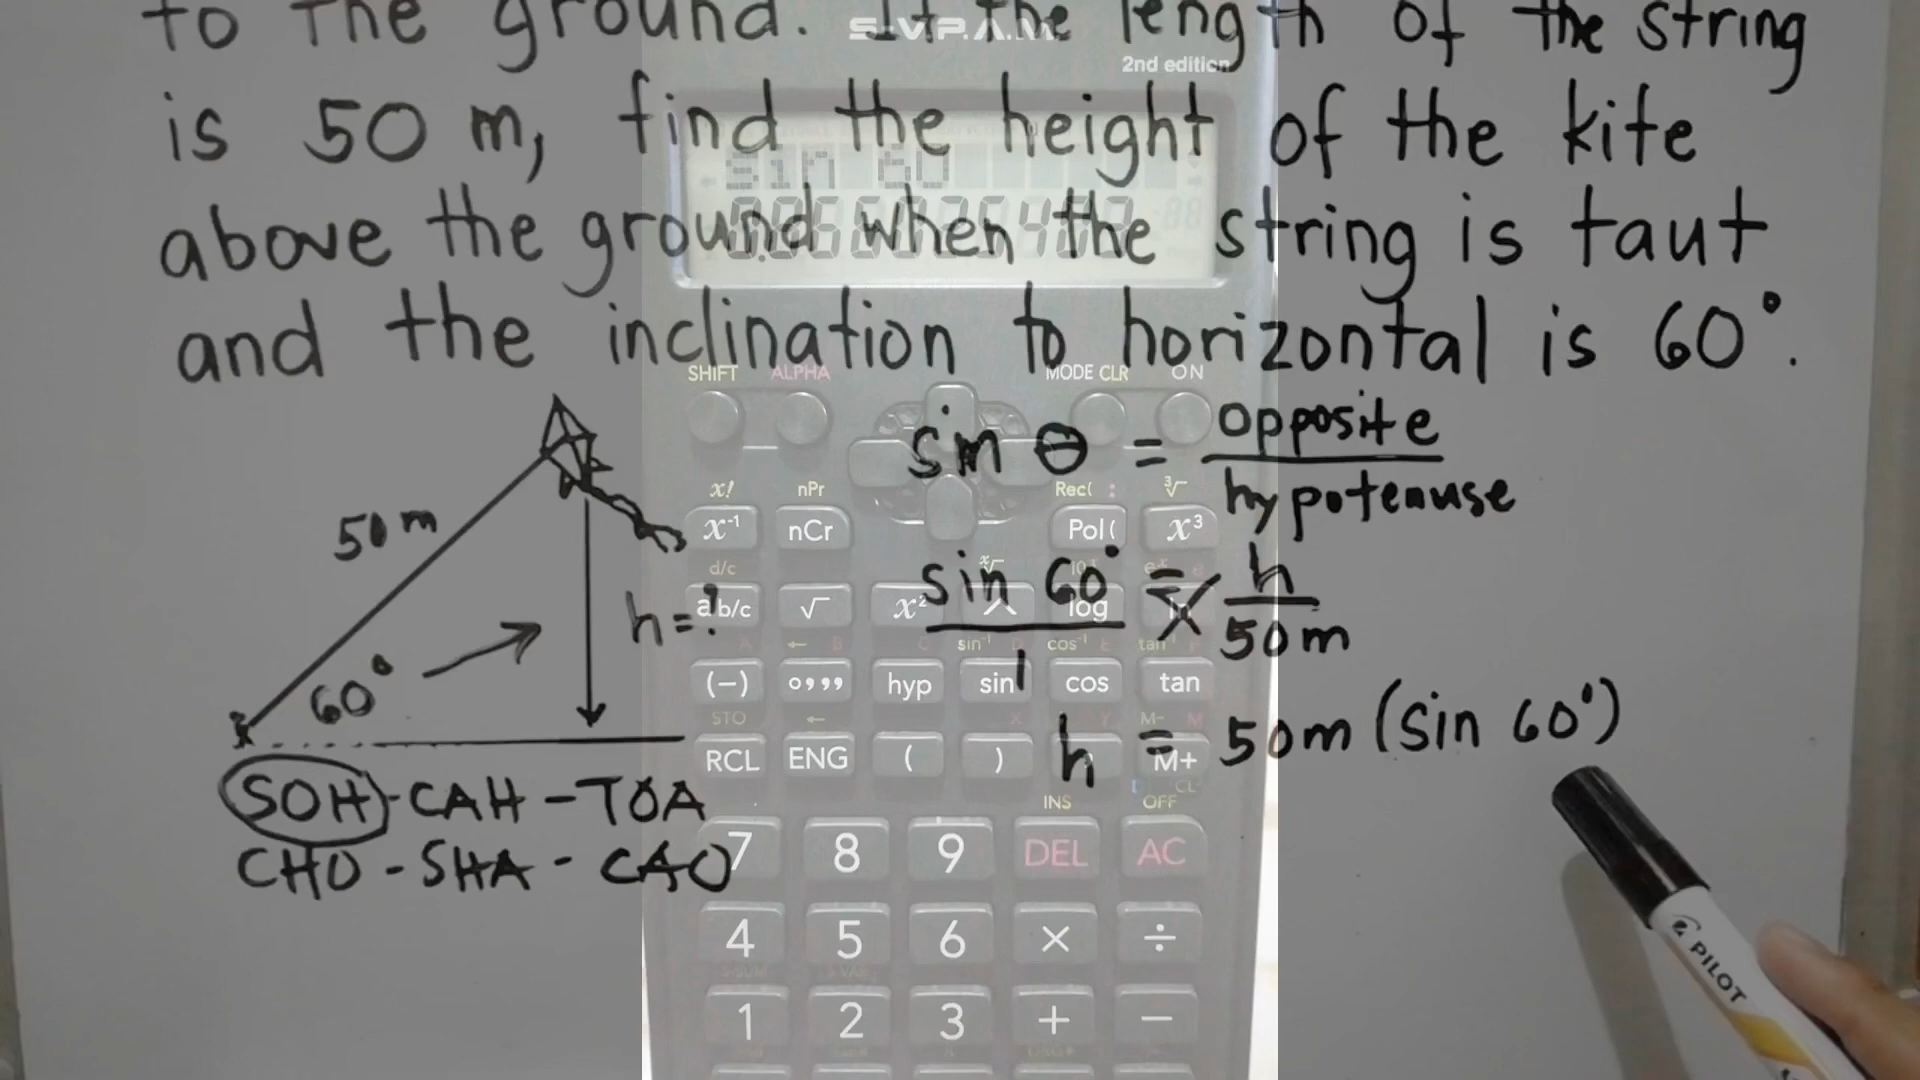 to the ground. If the length of the string
S-V.P.A.M.
2nd edition
is 50 m, find the height of the kite
sin 60
above the ground when the string is taut
and the inclination to horizontal is 60°.
SHIFT ALPHA MODE CLR ON
sin θ = opposite
hypotenuse
50 m
x! nPr Rec( : ³√
x⁻¹ nCr Pol( x³
d/c
sin 60° = h
1 50 m
h = ?
a b/c √ x² ^ log ln
sin⁻¹ cos⁻¹ tan⁻¹
60°
(-) °,,, hyp sin cos tan
STO ← M- M
h = 50 m (sin 60°)
RCL ENG ( ) , M+
INS OFF
SOH - CAH - TOA
CHO - SHA - CAO
7 8 9 DEL AC
4 5 6 × ÷
1 2 3 + −
PILOT